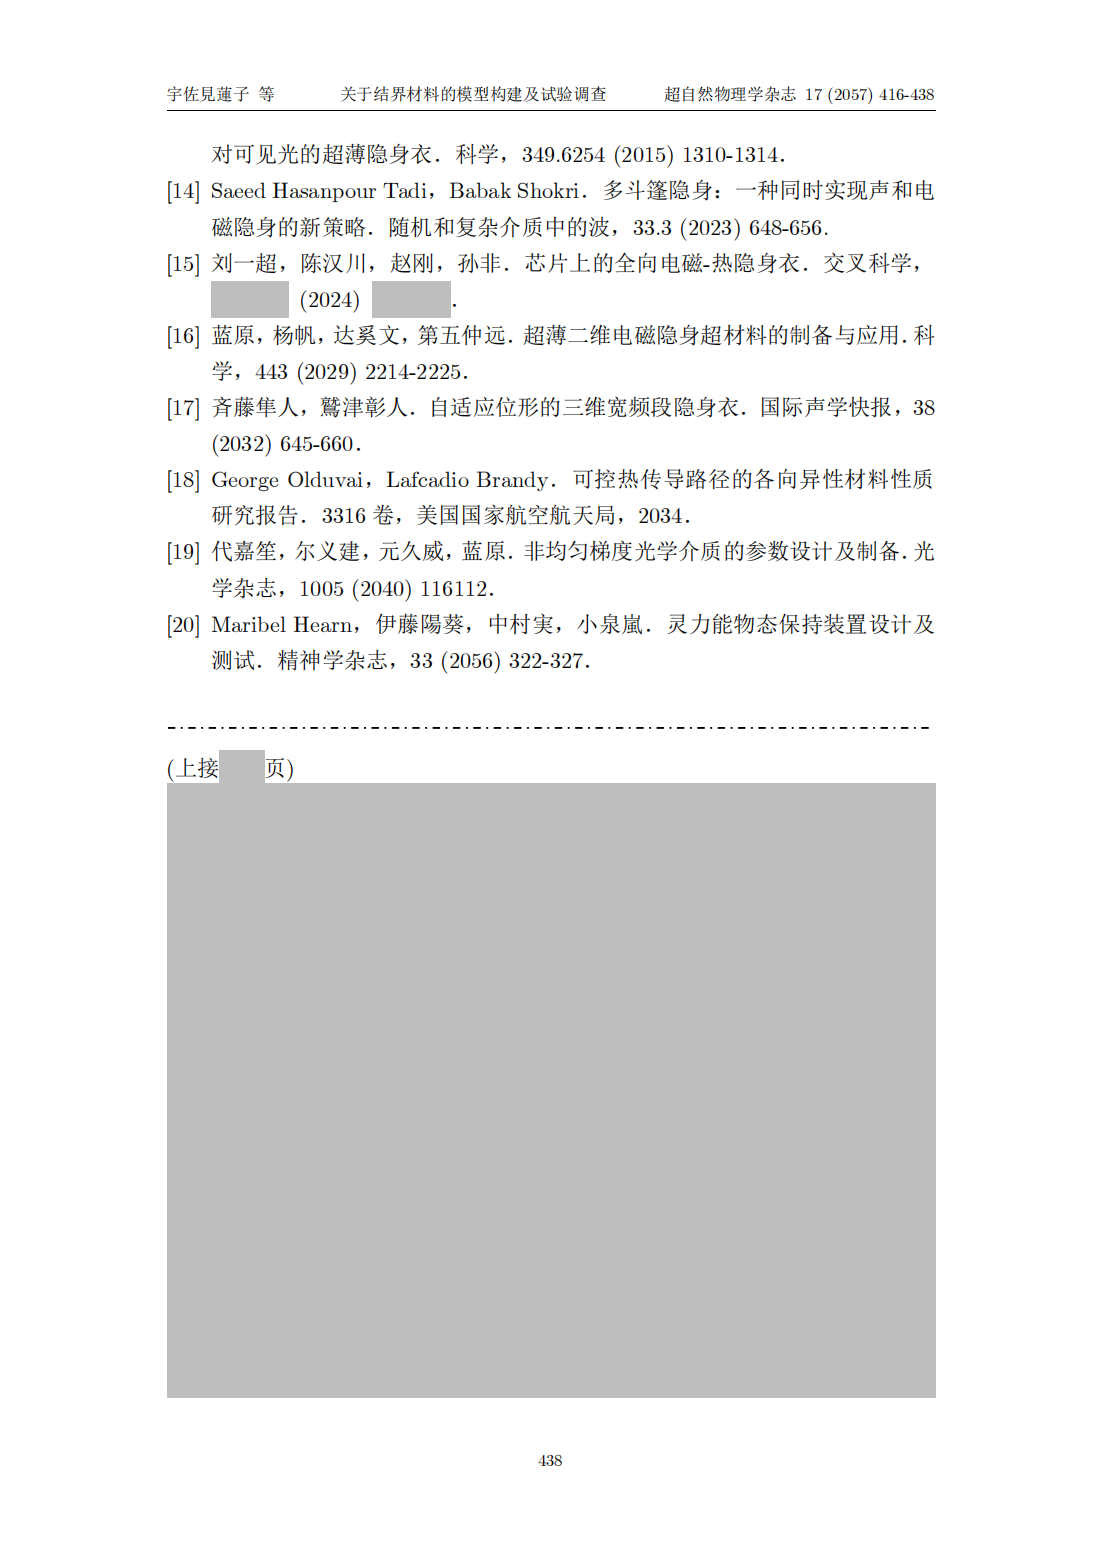 宇佐見蓮子 等 关于结界材料的模型构建及试验调查 超自然物理学杂志 17 (2057) 416-438
对可见光的超薄隐身衣．科学，349.6254 (2015) 1310-1314．
[14] Saeed Hasanpour Tadi，Babak Shokri．多斗篷隐身：一种同时实现声和电
磁隐身的新策略．随机和复杂介质中的波，33.3 (2023) 648-656.
[15] 刘一超，陈汉川，赵刚，孙非．芯片上的全向电磁-热隐身衣．交叉科学，
(2024) ．
[16] 蓝原，杨帆，达奚文，第五仲远．超薄二维电磁隐身超材料的制备与应用．科
学，443 (2029) 2214-2225．
[17] 斉藤隼人，鷲津彰人．自适应位形的三维宽频段隐身衣．国际声学快报，38
(2032) 645-660．
[18] George Olduvai，Lafcadio Brandy．可控热传导路径的各向异性材料性质
研究报告．3316 卷，美国国家航空航天局，2034．
[19] 代嘉笙，尔义建，元久威，蓝原．非均匀梯度光学介质的参数设计及制备．光
学杂志，1005 (2040) 116112．
[20] Maribel Hearn，伊藤陽葵，中村実，小泉嵐．灵力能物态保持装置设计及
测试．精神学杂志，33 (2056) 322-327．
(上接 页)
438